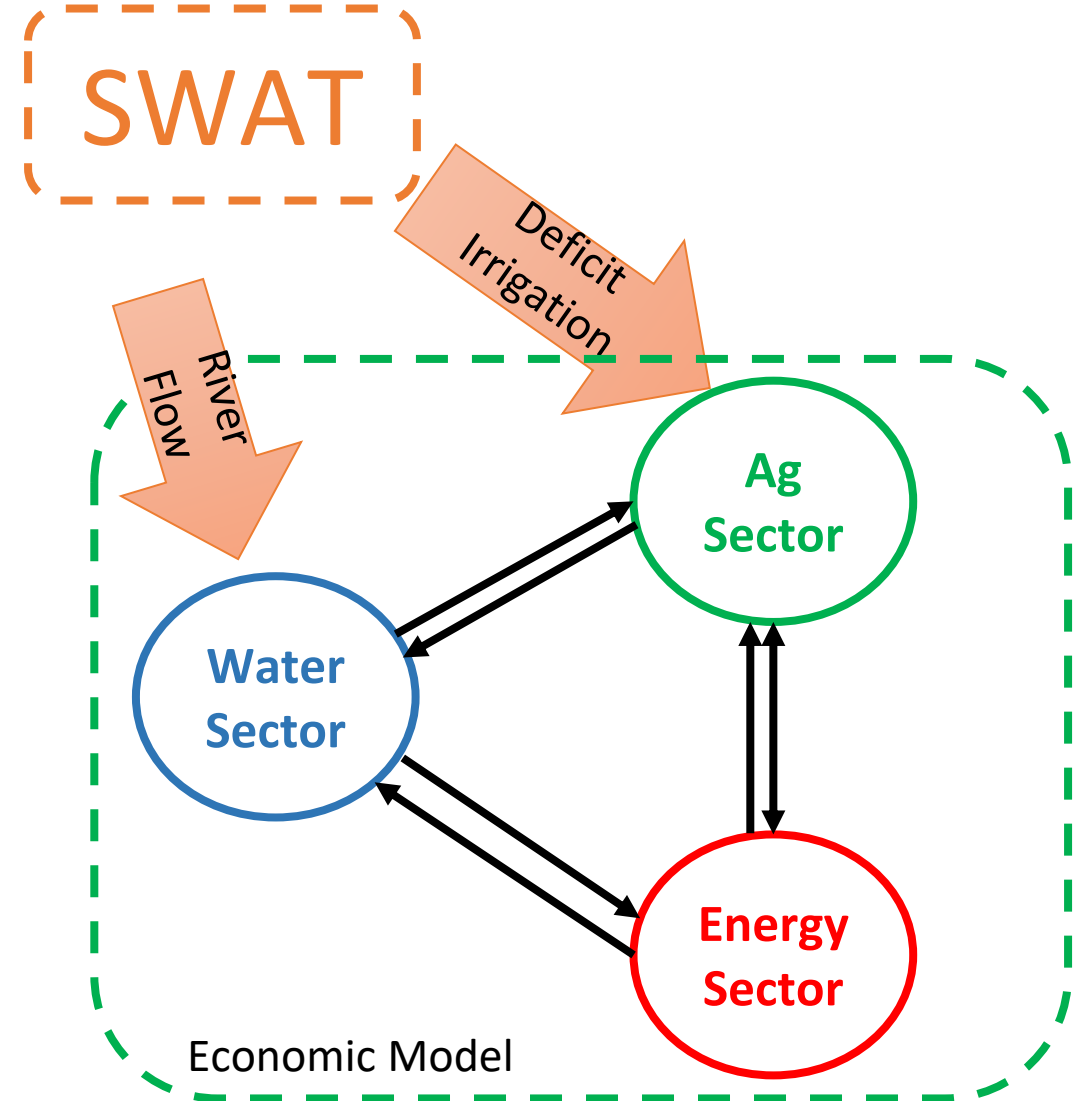 SWAT
Deficit
Irrigation
River
Flow
Ag
Sector
Water
Sector
Energy
Sector
Economic Model